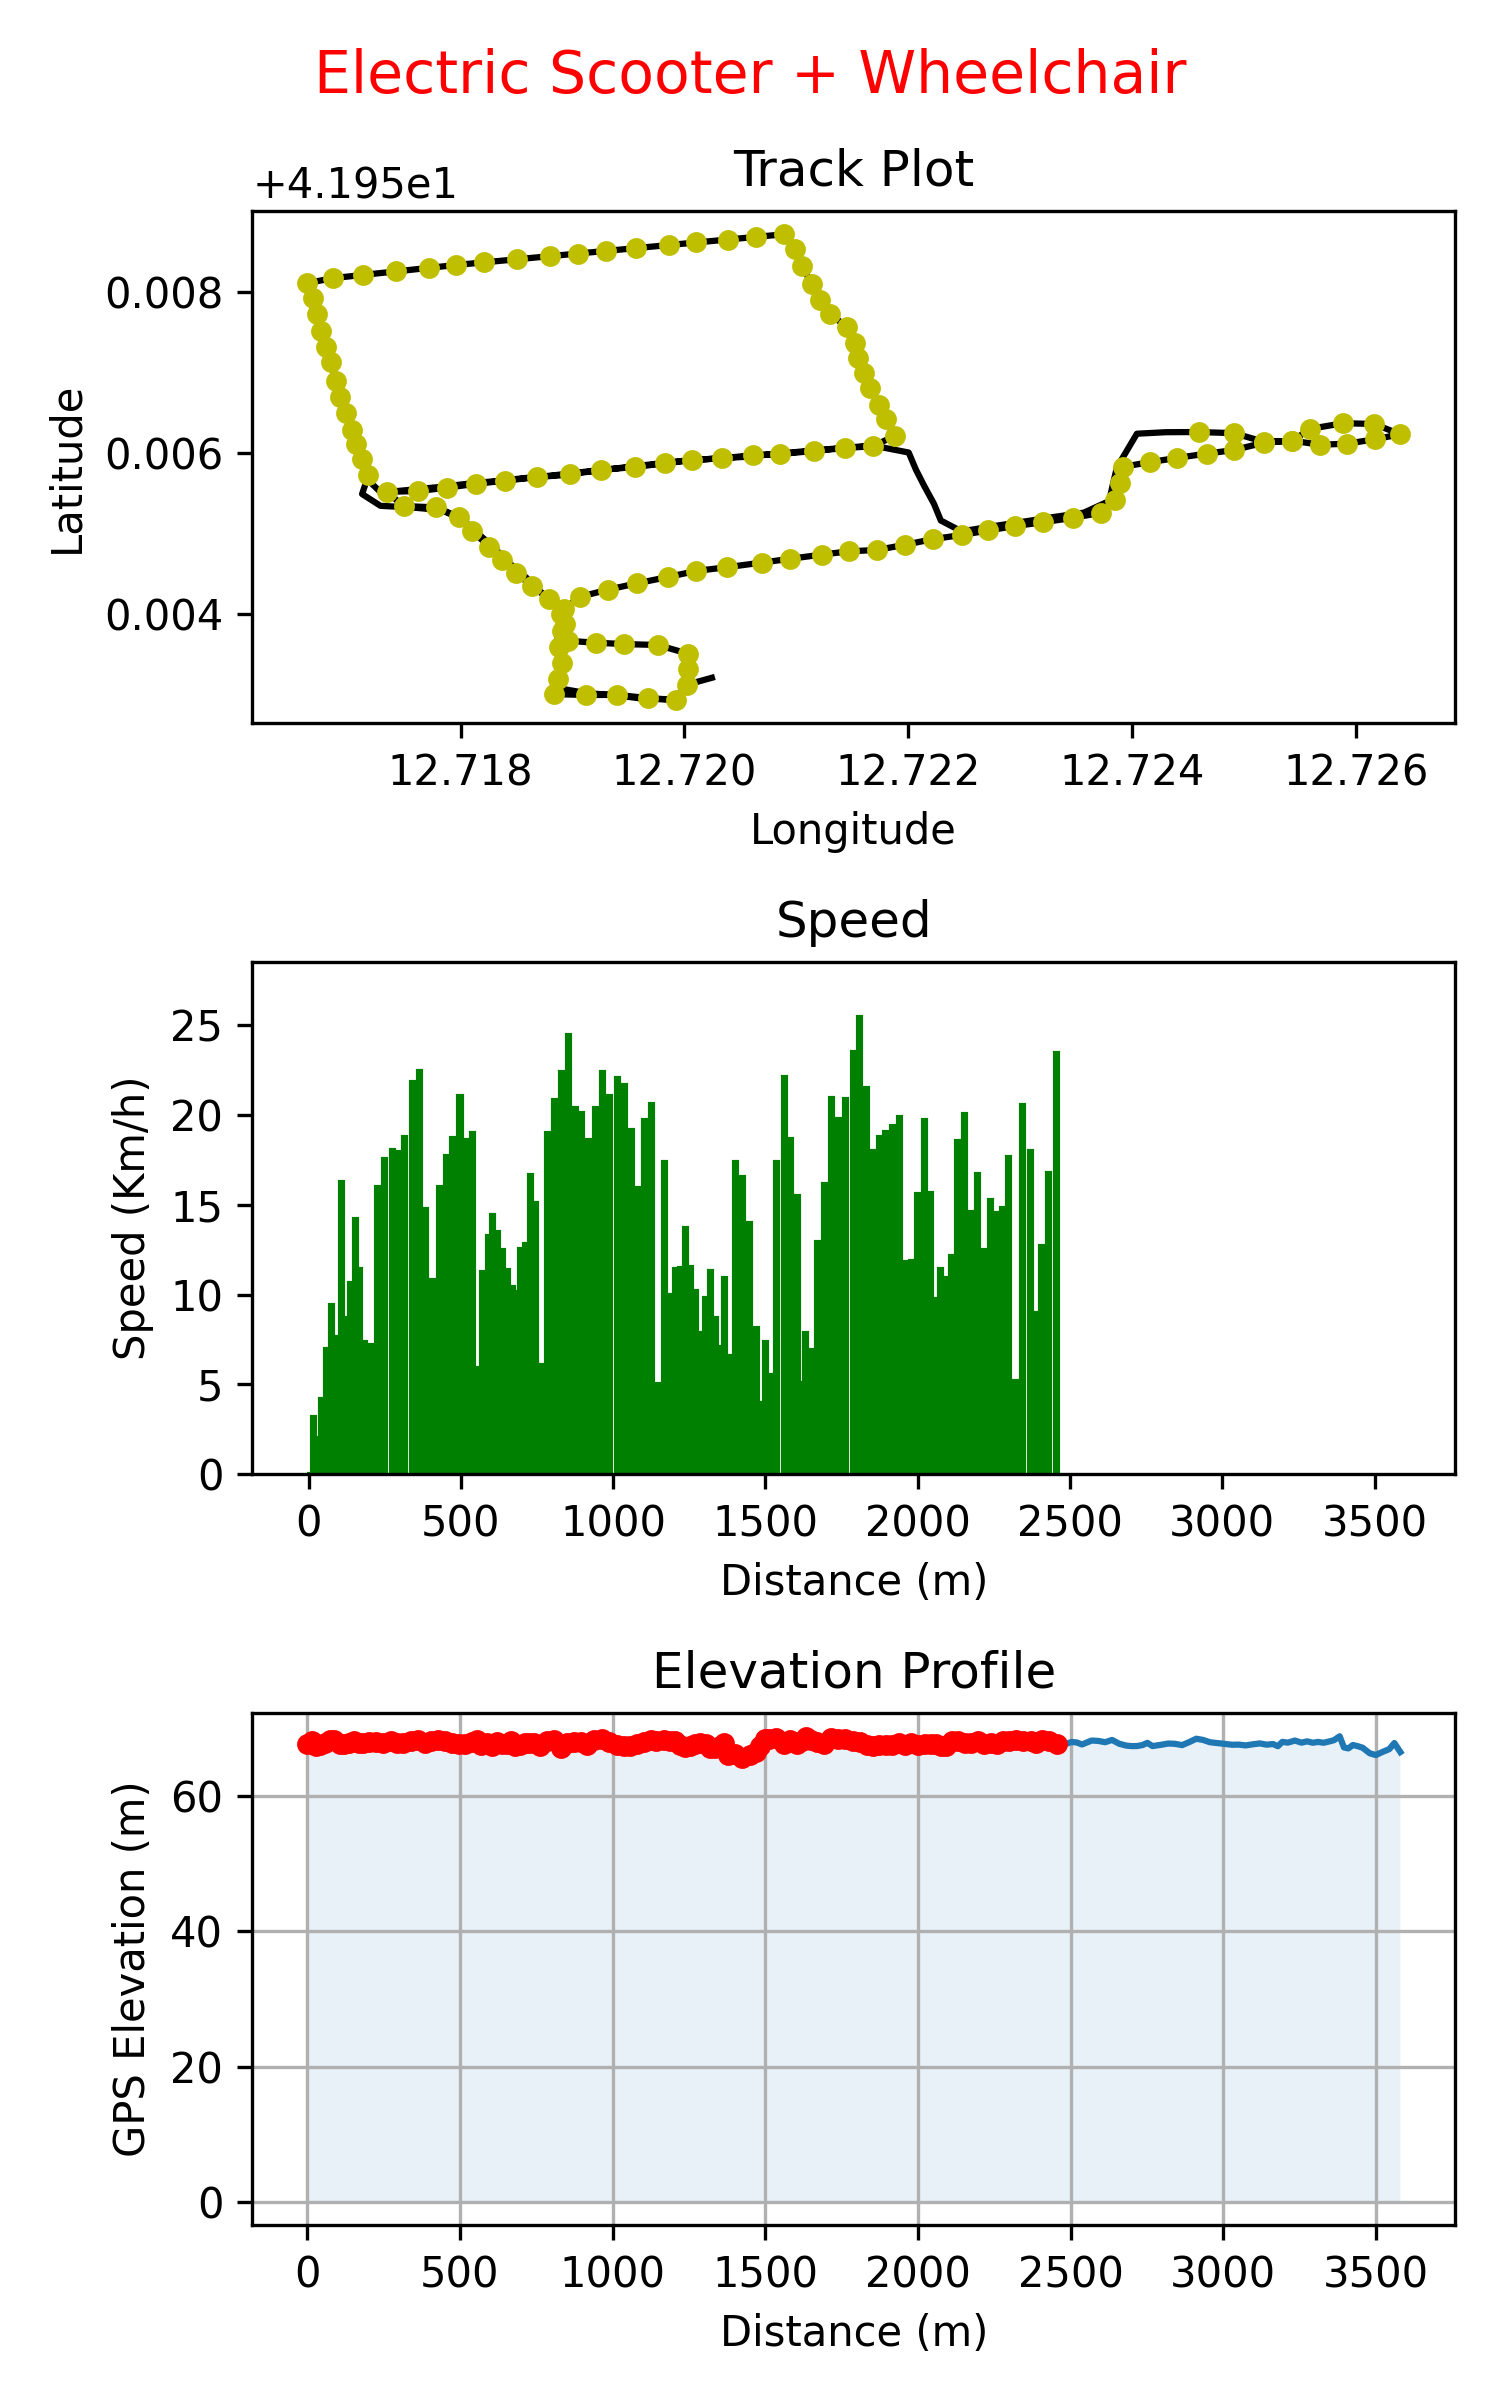 Electric Scooter + Wheelchair
Track Plot
+4.195e1
0.008
0.006
0.004
Latitude
12.718 12.720 12.722 12.724 12.726
Longitude
Speed
25
20
15
10
5
0
Speed (Km/h)
0 500 1000 1500 2000 2500 3000 3500
Distance (m)
Elevation Profile
60
40
20
0
GPS Elevation (m)
0 500 1000 1500 2000 2500 3000 3500
Distance (m)